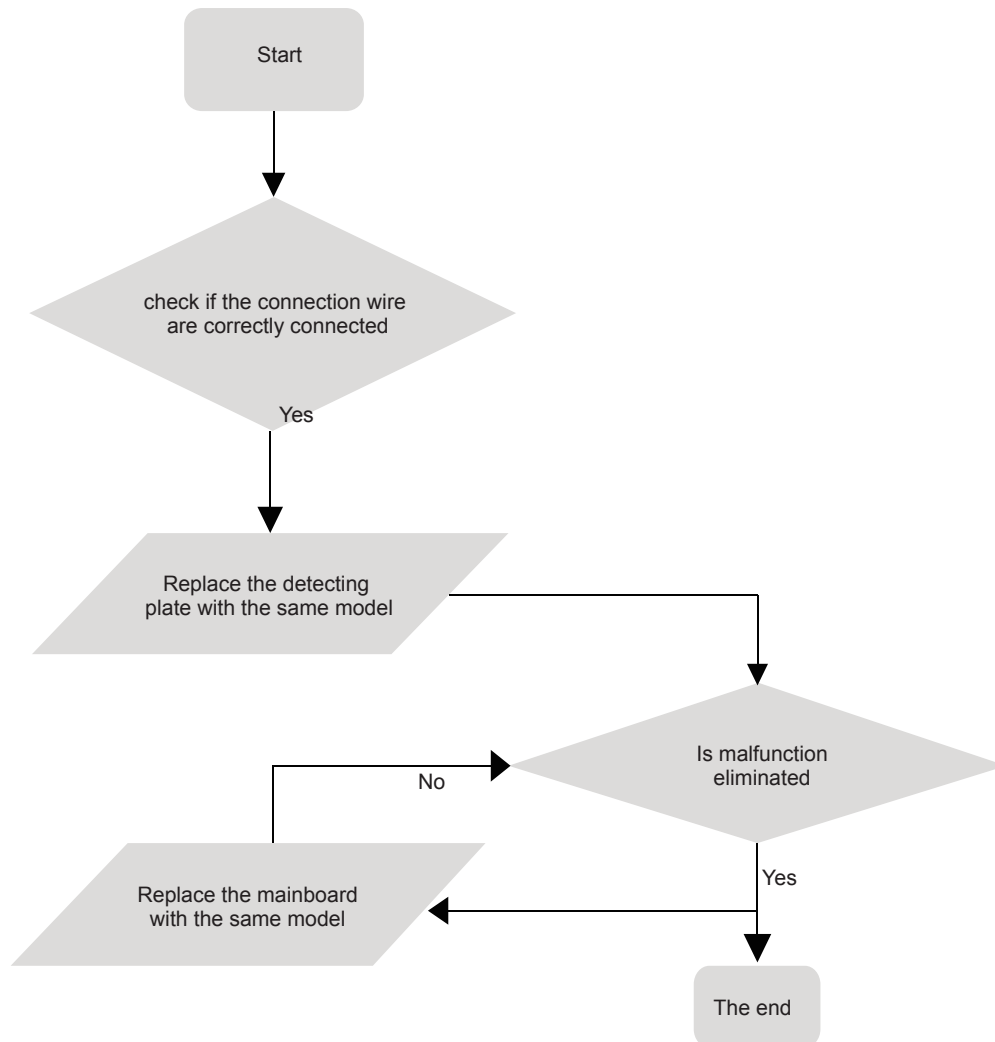 Start
check if the connection wire
are correctly connected
Yes
Replace the detecting
plate with the same model
Is malfunction
eliminated
No
Yes
Replace the mainboard
with the same model
The end